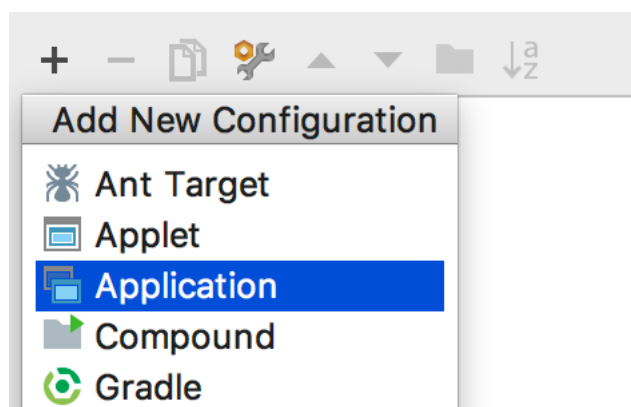 a
z
Add New Configuration
Ant Target
Applet
Application
Compound
Gradle